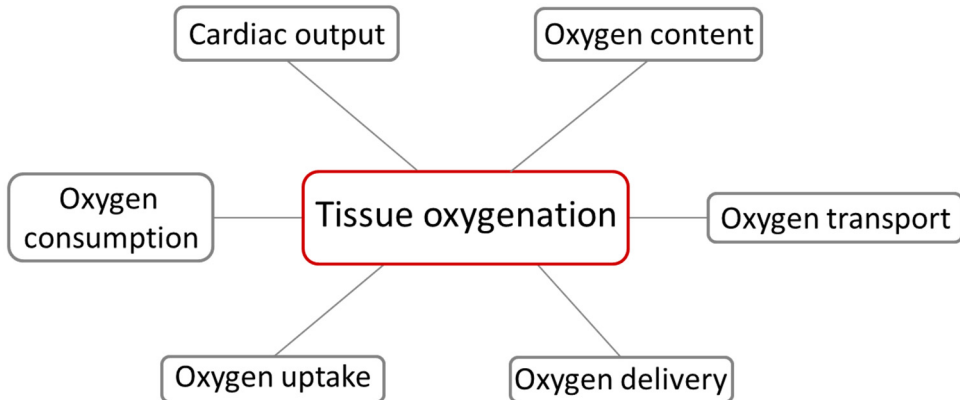 Cardiac output
Oxygen content
Oxygen
consumption
Tissue oxygenation
Oxygen transport
Oxygen uptake
Oxygen delivery